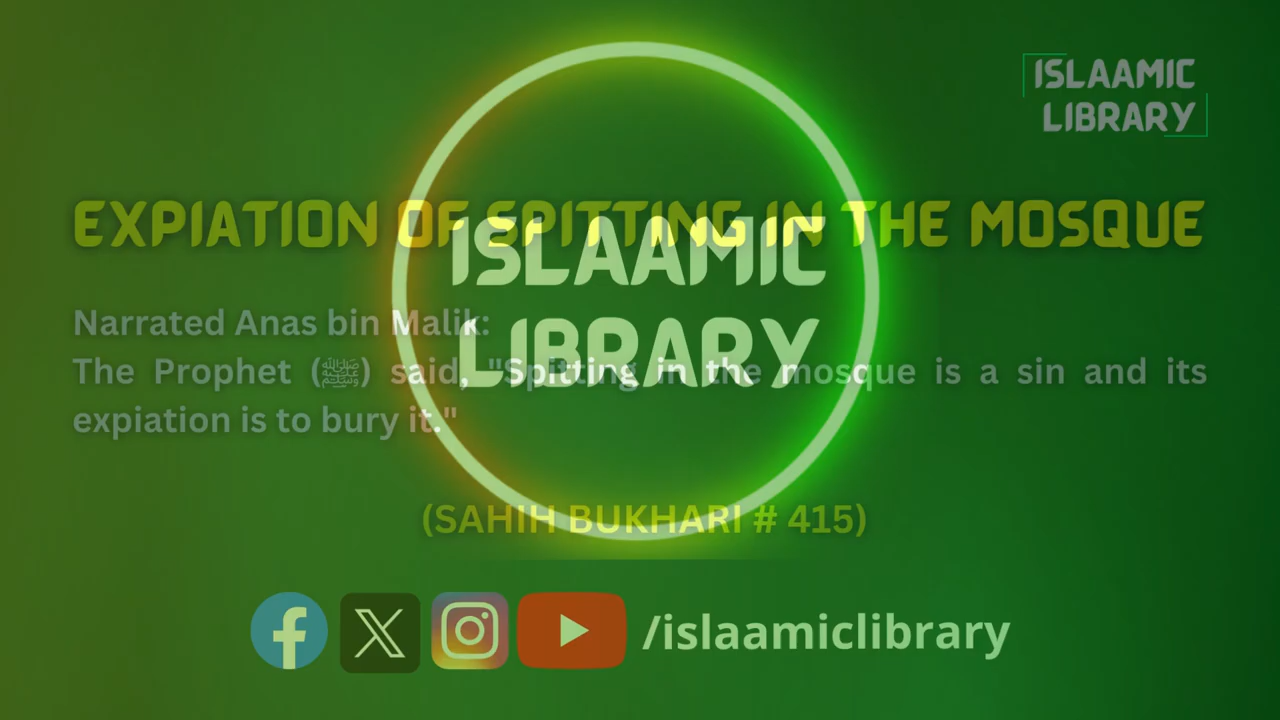 ISLAAMIC
LIBRARY
EXPIATION OF SPITTING IN THE MOSQUE
ISLAAMIC
LIBRARY
Narrated Anas bin Malik:
The Prophet (ﷺ) said, "Spitting in the mosque is a sin and its
expiation is to bury it."
(SAHIH BUKHARI # 415)
/islaamiclibrary